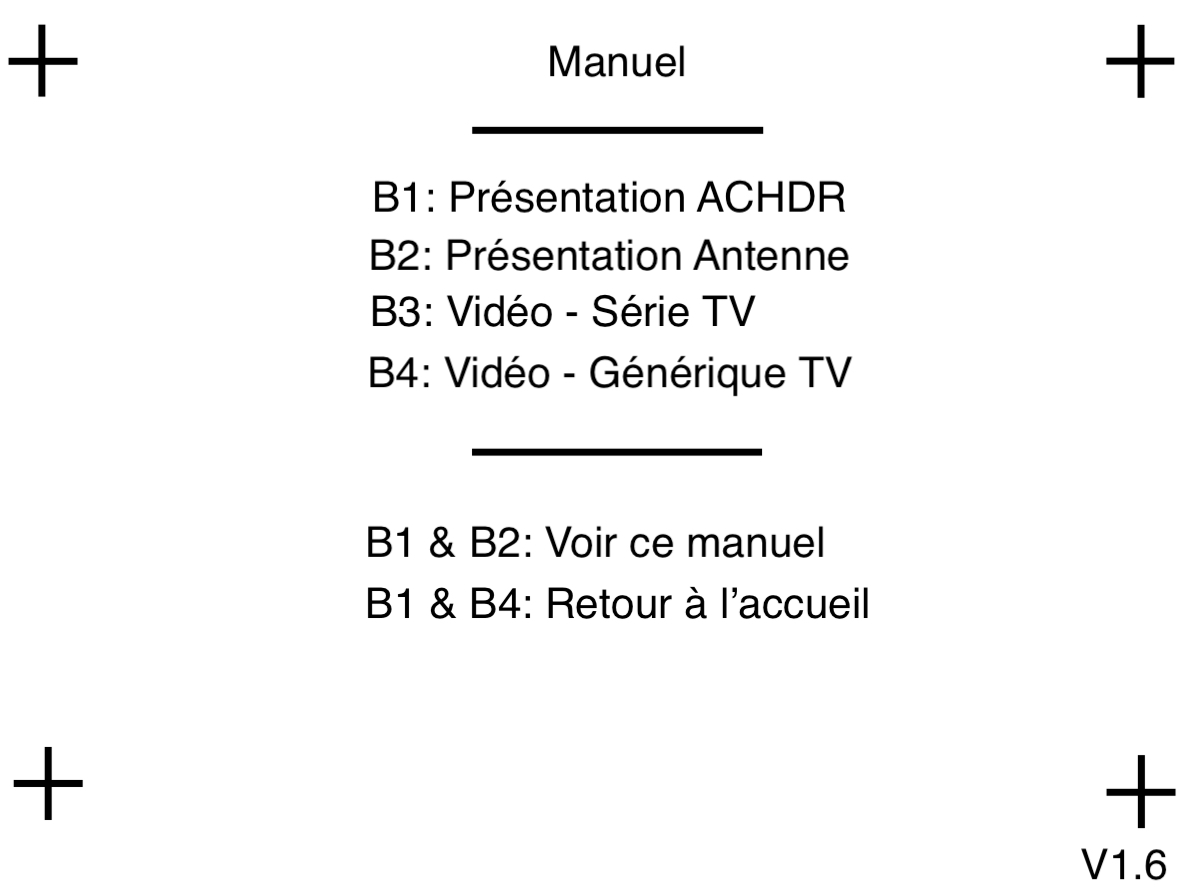 Manuel
B1: Présentation ACHDR
B2: Présentation Antenne
B3: Vidéo - Série TV
B4: Vidéo - Générique TV
B1 & B2: Voir ce manuel
B1 & B4: Retour à l’accueil
V1.6